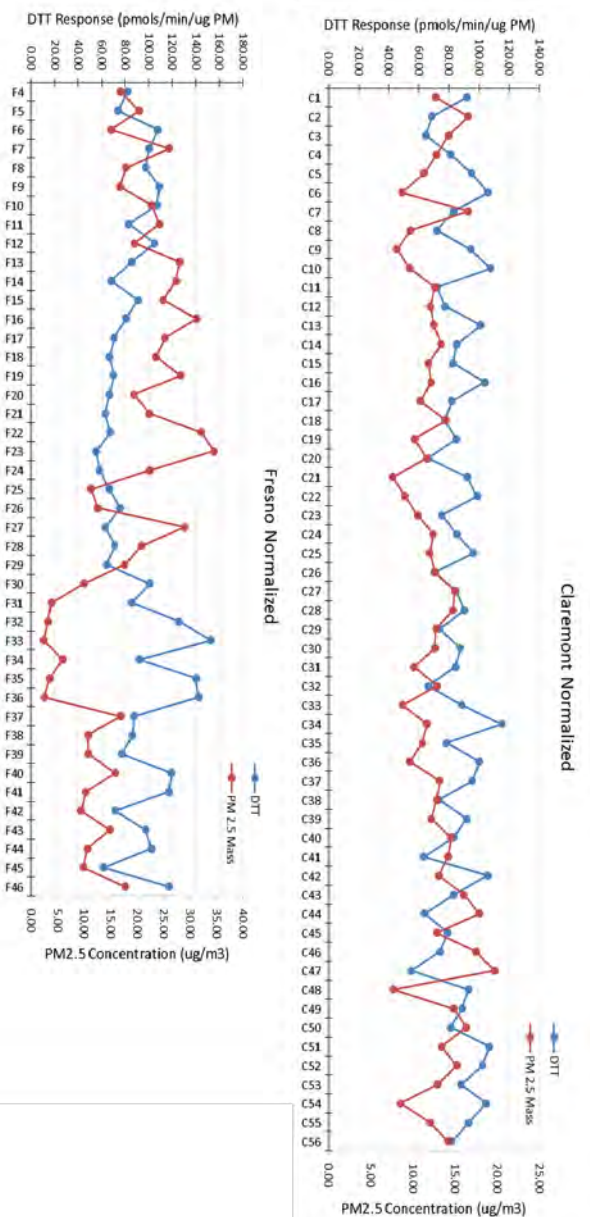 Claremont Normalized
DTT Response (pmols/min/ug PM)
140.00
120.00
100.00
80.00
60.00
40.00
20.00
0.00
C1
C2
C3
C4
C5
C6
C7
C8
C9
C10
C11
C12
C13
C14
C15
C16
C17
C18
C19
C20
C21
C22
C23
C24
C25
C26
C27
C28
C29
C30
C31
C32
C33
C34
C35
C36
C37
C38
C39
C40
C41
C42
C43
C44
C45
C46
C47
C48
C49
C50
C51
C52
C53
C54
C55
C56
25.00
20.00
15.00
10.00
5.00
0.00
PM2.5 Concentration (ug/m3)
DTT
PM 2.5 Mass
Fresno Normalized
DTT Response (pmols/min/ug PM)
180.00
160.00
140.00
120.00
100.00
80.00
60.00
40.00
20.00
0.00
F4
F5
F6
F7
F8
F9
F10
F11
F12
F13
F14
F15
F16
F17
F18
F19
F20
F21
F22
F23
F24
F25
F26
F27
F28
F29
F30
F31
F32
F33
F34
F35
F36
F37
F38
F39
F40
F41
F42
F43
F44
F45
F46
40.00
35.00
30.00
25.00
20.00
15.00
10.00
5.00
0.00
PM2.5 Concentration (ug/m3)
DTT
PM 2.5 Mass